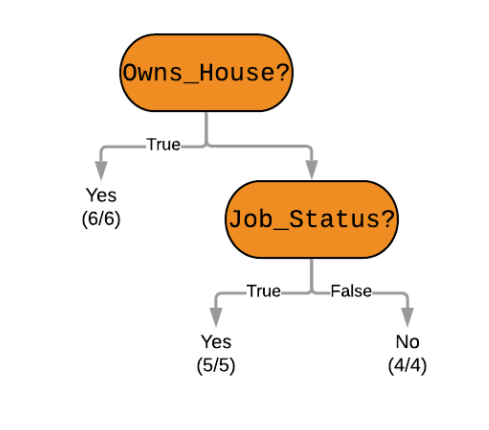 Owns_House?
True
Yes
(6/6)
Job_Status?
True
False
Yes
(5/5)
No
(4/4)